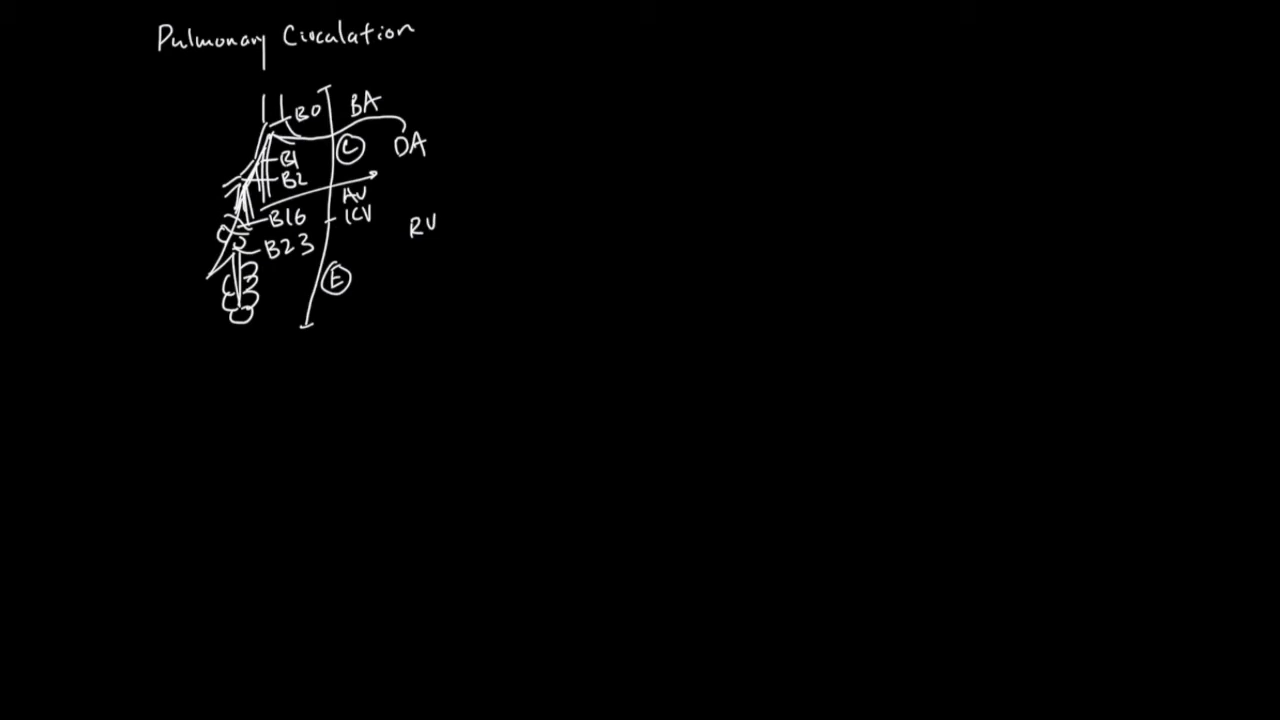 Pulmonary Circulation
B0 BA
DA
B1
B2
AV
B16 ICV
RV
B23
E